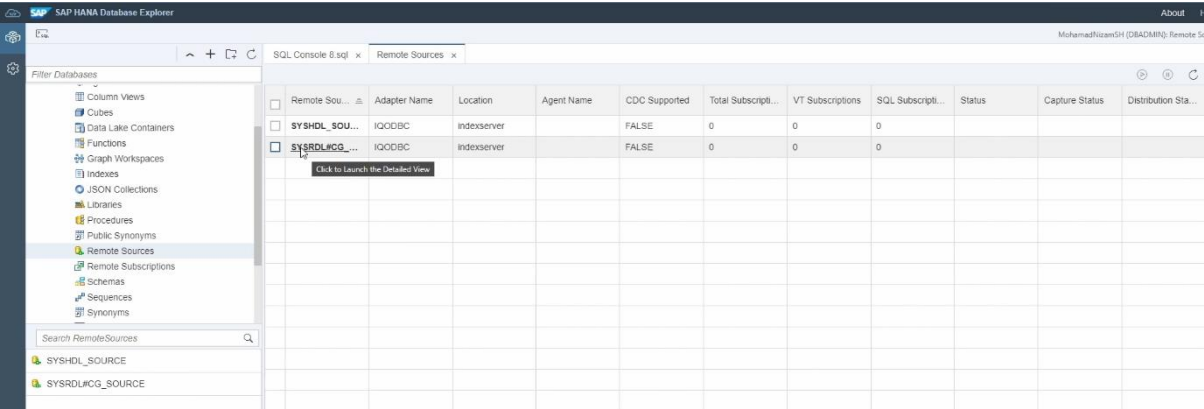 SAP SAP HANA Database Explorer
About
MohamadNizamSH (DBADMIN): Remote So
SQL Console 8.sql ×
Remote Sources ×
Filter Databases
Column Views
Cubes
Data Lake Containers
Functions
Graph Workspaces
Indexes
JSON Collections
Libraries
Procedures
Public Synonyms
Remote Sources
Remote Subscriptions
Schemas
Sequences
Synonyms
Search RemoteSources
SYSHDL_SOURCE
SYSRDL#CG_SOURCE
Remote Sou... Adapter Name Location Agent Name CDC Supported Total Subscripti... VT Subscriptions SQL Subscripti... Status Capture Status Distribution Sta...
SYSHDL_SOU... IQODBC indexserver FALSE 0 0 0
SYSRDL#CG_... IQODBC indexserver FALSE 0 0 0
Click to Launch the Detailed View